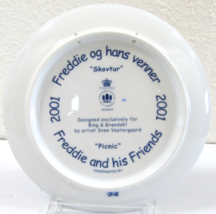 Freddie og hans venner
"Skovtur"
2001
2001
Designed exclusively for
Bing & Grøndahl
by artist Sven Vestergaard
"Picnic"
Freddie and his Friends